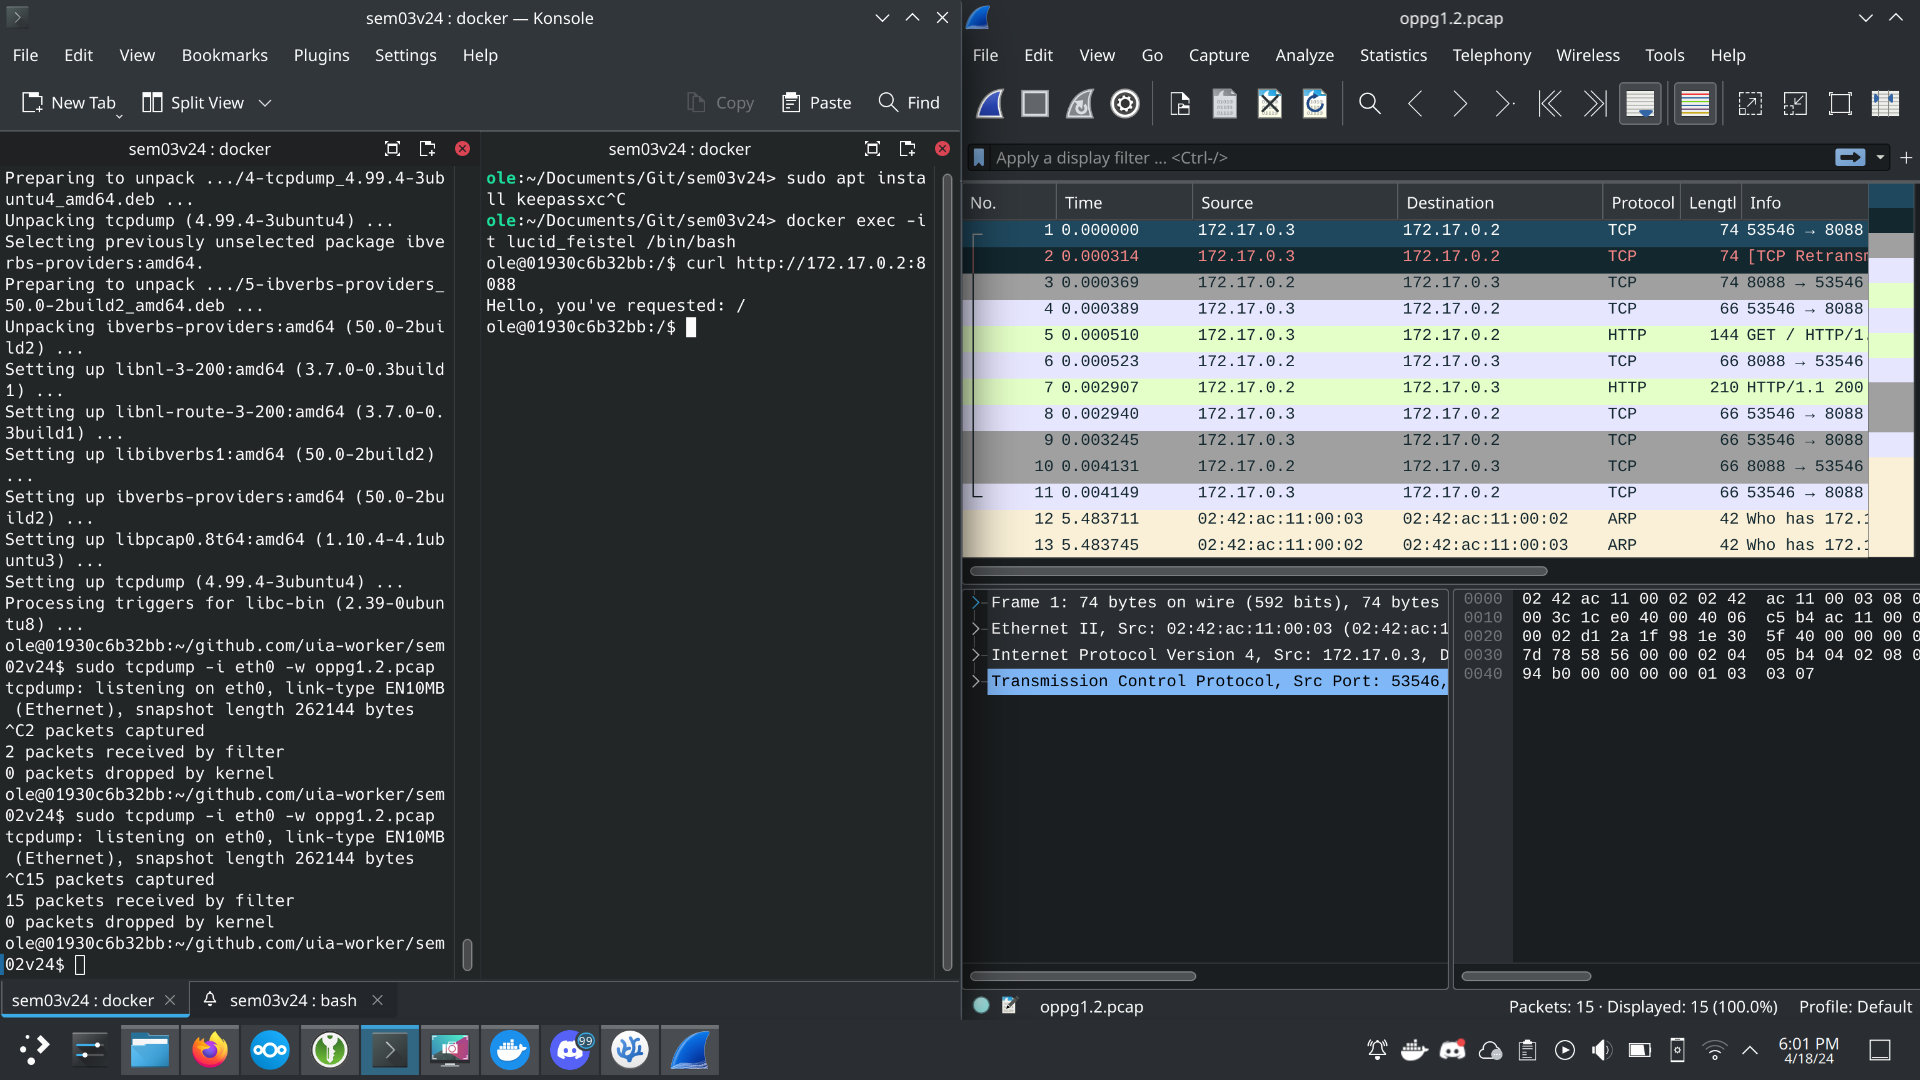 sem03v24 : docker — Konsole
File Edit View Bookmarks Plugins Settings Help
New Tab Split View Copy Paste Find
sem03v24 : docker
Preparing to unpack .../4-tcpdump_4.99.4-3ub
untu4_amd64.deb ...
Unpacking tcpdump (4.99.4-3ubuntu4) ...
Selecting previously unselected package ibve
rbs-providers:amd64.
Preparing to unpack .../5-ibverbs-providers_
50.0-2build2_amd64.deb ...
Unpacking ibverbs-providers:amd64 (50.0-2bui
ld2) ...
Setting up libnl-3-200:amd64 (3.7.0-0.3build
1) ...
Setting up libnl-route-3-200:amd64 (3.7.0-0.
3build1) ...
Setting up libibverbs1:amd64 (50.0-2build2)
...
Setting up ibverbs-providers:amd64 (50.0-2bu
ild2) ...
Setting up libpcap0.8t64:amd64 (1.10.4-4.1ub
untu3) ...
Setting up tcpdump (4.99.4-3ubuntu4) ...
Processing triggers for libc-bin (2.39-0ubun
tu8) ...
ole@01930c6b32bb:~/github.com/uia-worker/sem
02v24$ sudo tcpdump -i eth0 -w oppg1.2.pcap
tcpdump: listening on eth0, link-type EN10MB
(Ethernet), snapshot length 262144 bytes
^C2 packets captured
2 packets received by filter
0 packets dropped by kernel
ole@01930c6b32bb:~/github.com/uia-worker/sem
02v24$ sudo tcpdump -i eth0 -w oppg1.2.pcap
tcpdump: listening on eth0, link-type EN10MB
(Ethernet), snapshot length 262144 bytes
^C15 packets captured
15 packets received by filter
0 packets dropped by kernel
ole@01930c6b32bb:~/github.com/uia-worker/sem
02v24$
sem03v24 : docker
ole:~/Documents/Git/sem03v24> sudo apt insta
ll keepassxc^C
ole:~/Documents/Git/sem03v24> docker exec -i
t lucid_feistel /bin/bash
ole@01930c6b32bb:/$ curl http://172.17.0.2:8
088
Hello, you've requested: /
ole@01930c6b32bb:/$
sem03v24 : docker
sem03v24 : bash
oppg1.2.pcap
File Edit View Go Capture Analyze Statistics Telephony Wireless Tools Help
Apply a display filter ... <Ctrl-/>
No. Time Source Destination Protocol Lengtl Info
1 0.000000 172.17.0.3 172.17.0.2 TCP 74 53546 → 8088
2 0.000314 172.17.0.3 172.17.0.2 TCP 74 [TCP Retransm
3 0.000369 172.17.0.2 172.17.0.3 TCP 74 8088 → 53546
4 0.000389 172.17.0.3 172.17.0.2 TCP 66 53546 → 8088
5 0.000510 172.17.0.3 172.17.0.2 HTTP 144 GET / HTTP/1.
6 0.000523 172.17.0.2 172.17.0.3 TCP 66 8088 → 53546
7 0.002907 172.17.0.2 172.17.0.3 HTTP 210 HTTP/1.1 200
8 0.002940 172.17.0.3 172.17.0.2 TCP 66 53546 → 8088
9 0.003245 172.17.0.3 172.17.0.2 TCP 66 53546 → 8088
10 0.004131 172.17.0.2 172.17.0.3 TCP 66 8088 → 53546
11 0.004149 172.17.0.3 172.17.0.2 TCP 66 53546 → 8088
12 5.483711 02:42:ac:11:00:03 02:42:ac:11:00:02 ARP 42 Who has 172.1
13 5.483745 02:42:ac:11:00:02 02:42:ac:11:00:03 ARP 42 Who has 172.1
Frame 1: 74 bytes on wire (592 bits), 74 bytes
Ethernet II, Src: 02:42:ac:11:00:03 (02:42:ac:1
Internet Protocol Version 4, Src: 172.17.0.3, D
Transmission Control Protocol, Src Port: 53546,
0000 02 42 ac 11 00 02 02 42 ac 11 00 03 08 0
0010 00 3c 1c e0 40 00 40 06 c5 b4 ac 11 00 0
0020 00 02 d1 2a 1f 98 1e 30 5f 40 00 00 00 0
0030 7d 78 58 56 00 00 02 04 05 b4 04 02 08 0
0040 94 b0 00 00 00 00 01 03 03 07
oppg1.2.pcap
Packets: 15 · Displayed: 15 (100.0%)
Profile: Default
99
6:01 PM
4/18/24